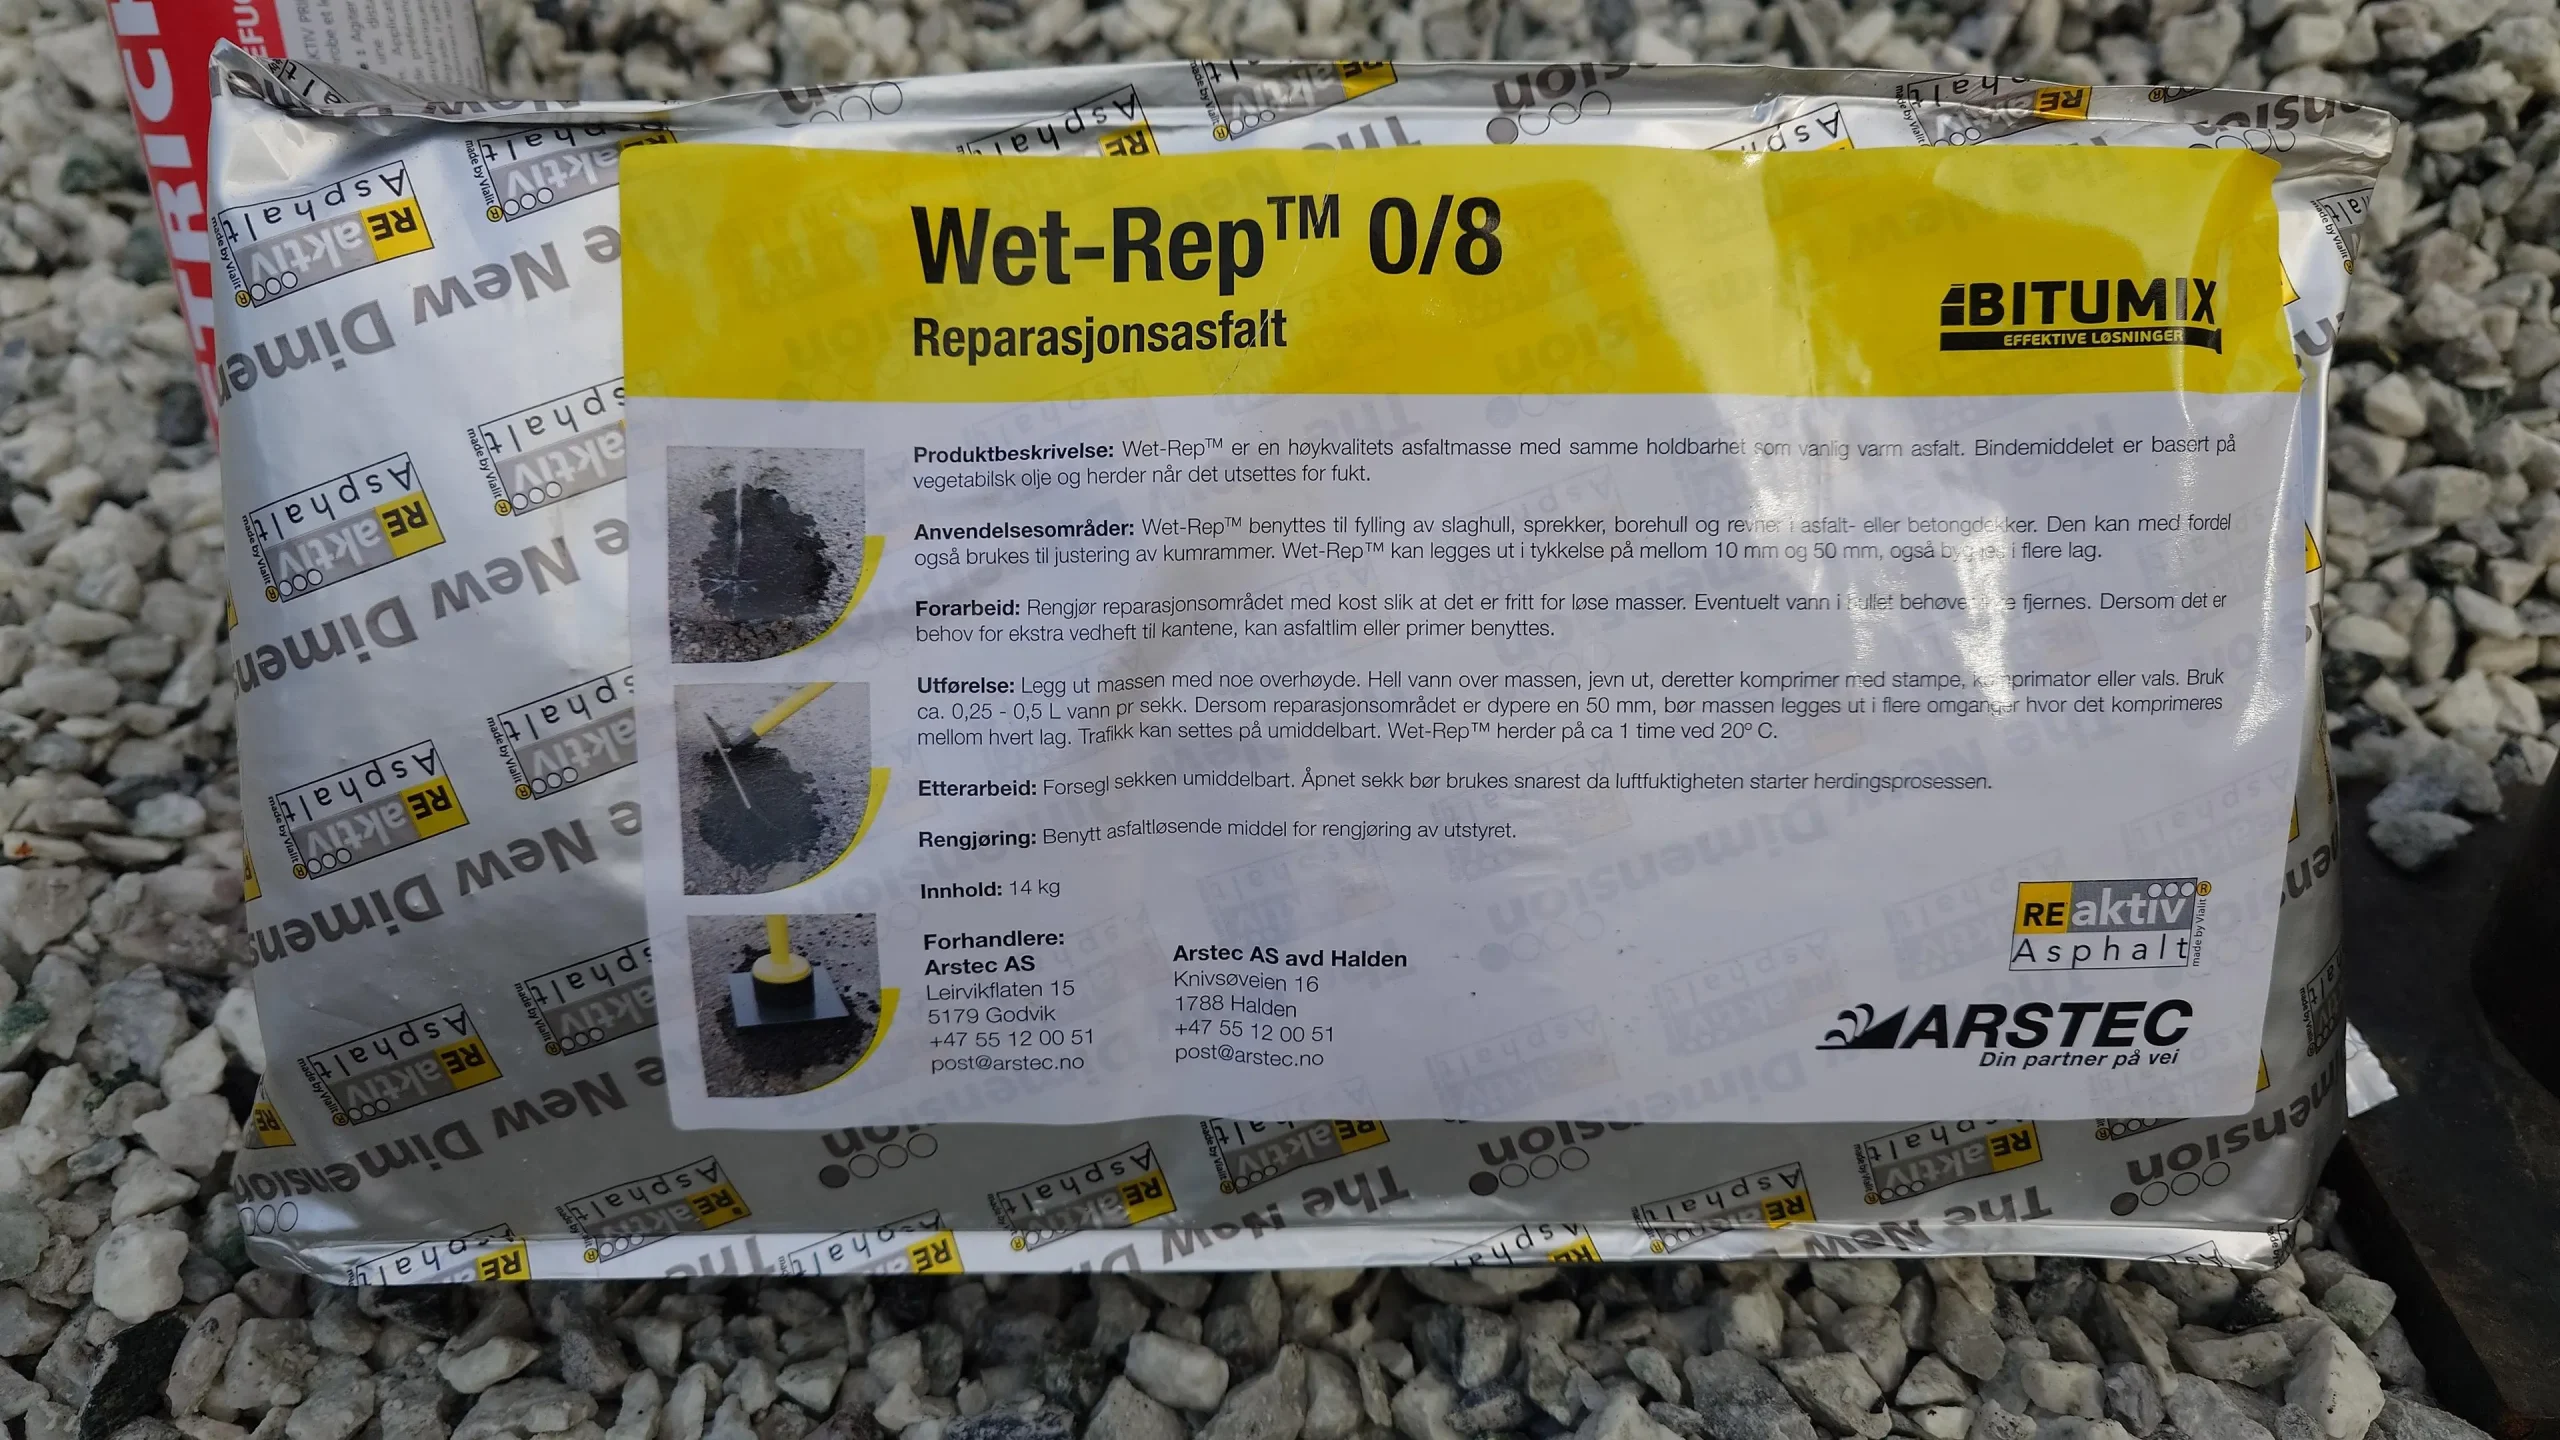 Wet-Rep™ 0/8
Reparasjonsasfalt
BITUMIX
EFFEKTIVE LØSNINGER
Produktbeskrivelse: Wet-Rep™ er en høykvalitets asfaltmasse med samme holdbarhet som vanlig varm asfalt. Bindemiddelet er basert på
vegetabilsk olje og herder når det utsettes for fukt.
Anvendelsesområder: Wet-Rep™ benyttes til fylling av slaghull, sprekker, borehull og revner i asfalt- eller betongdekker. Den kan med fordel
også brukes til justering av kumrammer. Wet-Rep™ kan legges ut i tykkelse på mellom 10 mm og 50 mm, også bygges i flere lag.
Forarbeid: Rengjør reparasjonsområdet med kost slik at det er fritt for løse masser. Eventuelt vann i hullet fjernes. Dersom det er
behov for ekstra vedheft til kantene, kan asfaltlim eller primer benyttes.
Utførelse: Legg ut massen med noe overhøyde. Hell vann over massen, jevn ut, deretter komprimer med stampe, komprimator eller vals. Bruk
ca. 0,25 - 0,5 L vann pr sekk. Dersom reparasjonsområdet er dypere en 50 mm, bør massen legges ut i flere omganger hvor det komprimeres
mellom hvert lag. Trafikk kan settes på umiddelbart. Wet-Rep™ herder på ca 1 time ved 20º C.
Etterarbeid: Forsegl sekken umiddelbart. Åpnet sekk bør brukes snarest da luftfuktigheten starter herdingsprosessen.
Rengjøring: Benytt asfaltløsende middel for rengjøring av utstyret.
Innhold: 14 kg
Forhandlere:
Arstec AS
Leirvikflaten 15
5179 Godvik
+47 55 12 00 51
post@arstec.no
Arstec AS avd Halden
Knivsøveien 16
1788 Halden
+47 55 12 00 51
post@arstec.no
REaktiv
Asphalt
made by Vialit ®
ARSTEC
Din partner på vei
REaktiv
Asphalt
made by Vialit ®
The New Dimension